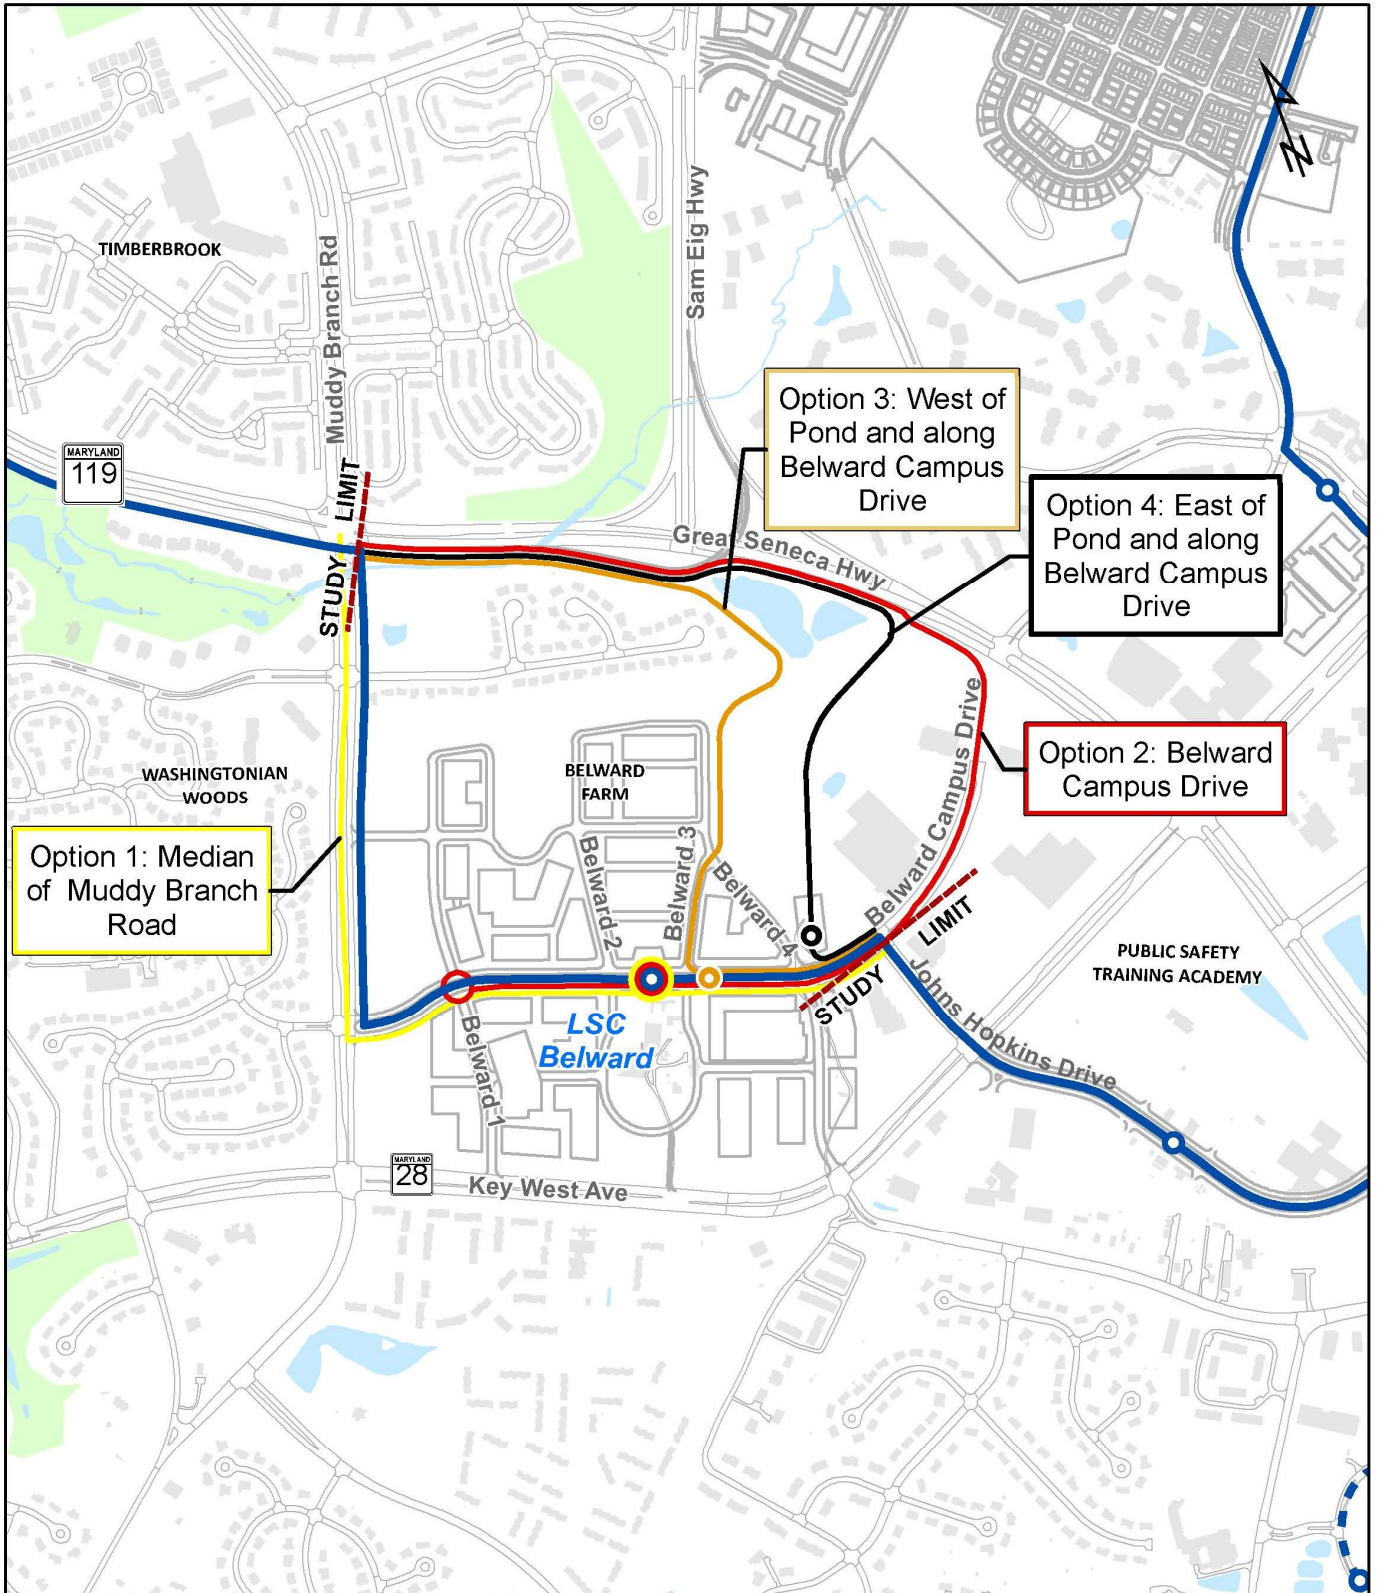 TIMBERBROOK
Muddy Branch Rd
Sam Eig Hwy
N
MARYLAND
119
STUDY LIMIT
Great Seneca Hwy
Option 3: West of
Pond and along
Belward Campus
Drive
Option 4: East of
Pond and along
Belward Campus
Drive
WASHINGTONIAN
WOODS
BELWARD
FARM
Belward Campus Drive
Option 2: Belward
Campus Drive
Option 1: Median
of Muddy Branch
Road
Belward 2
Belward 3
Belward 4
STUDY LIMIT
PUBLIC SAFETY
TRAINING ACADEMY
LSC
Belward
Belward 1
Johns Hopkins Drive
MARYLAND
28
Key West Ave